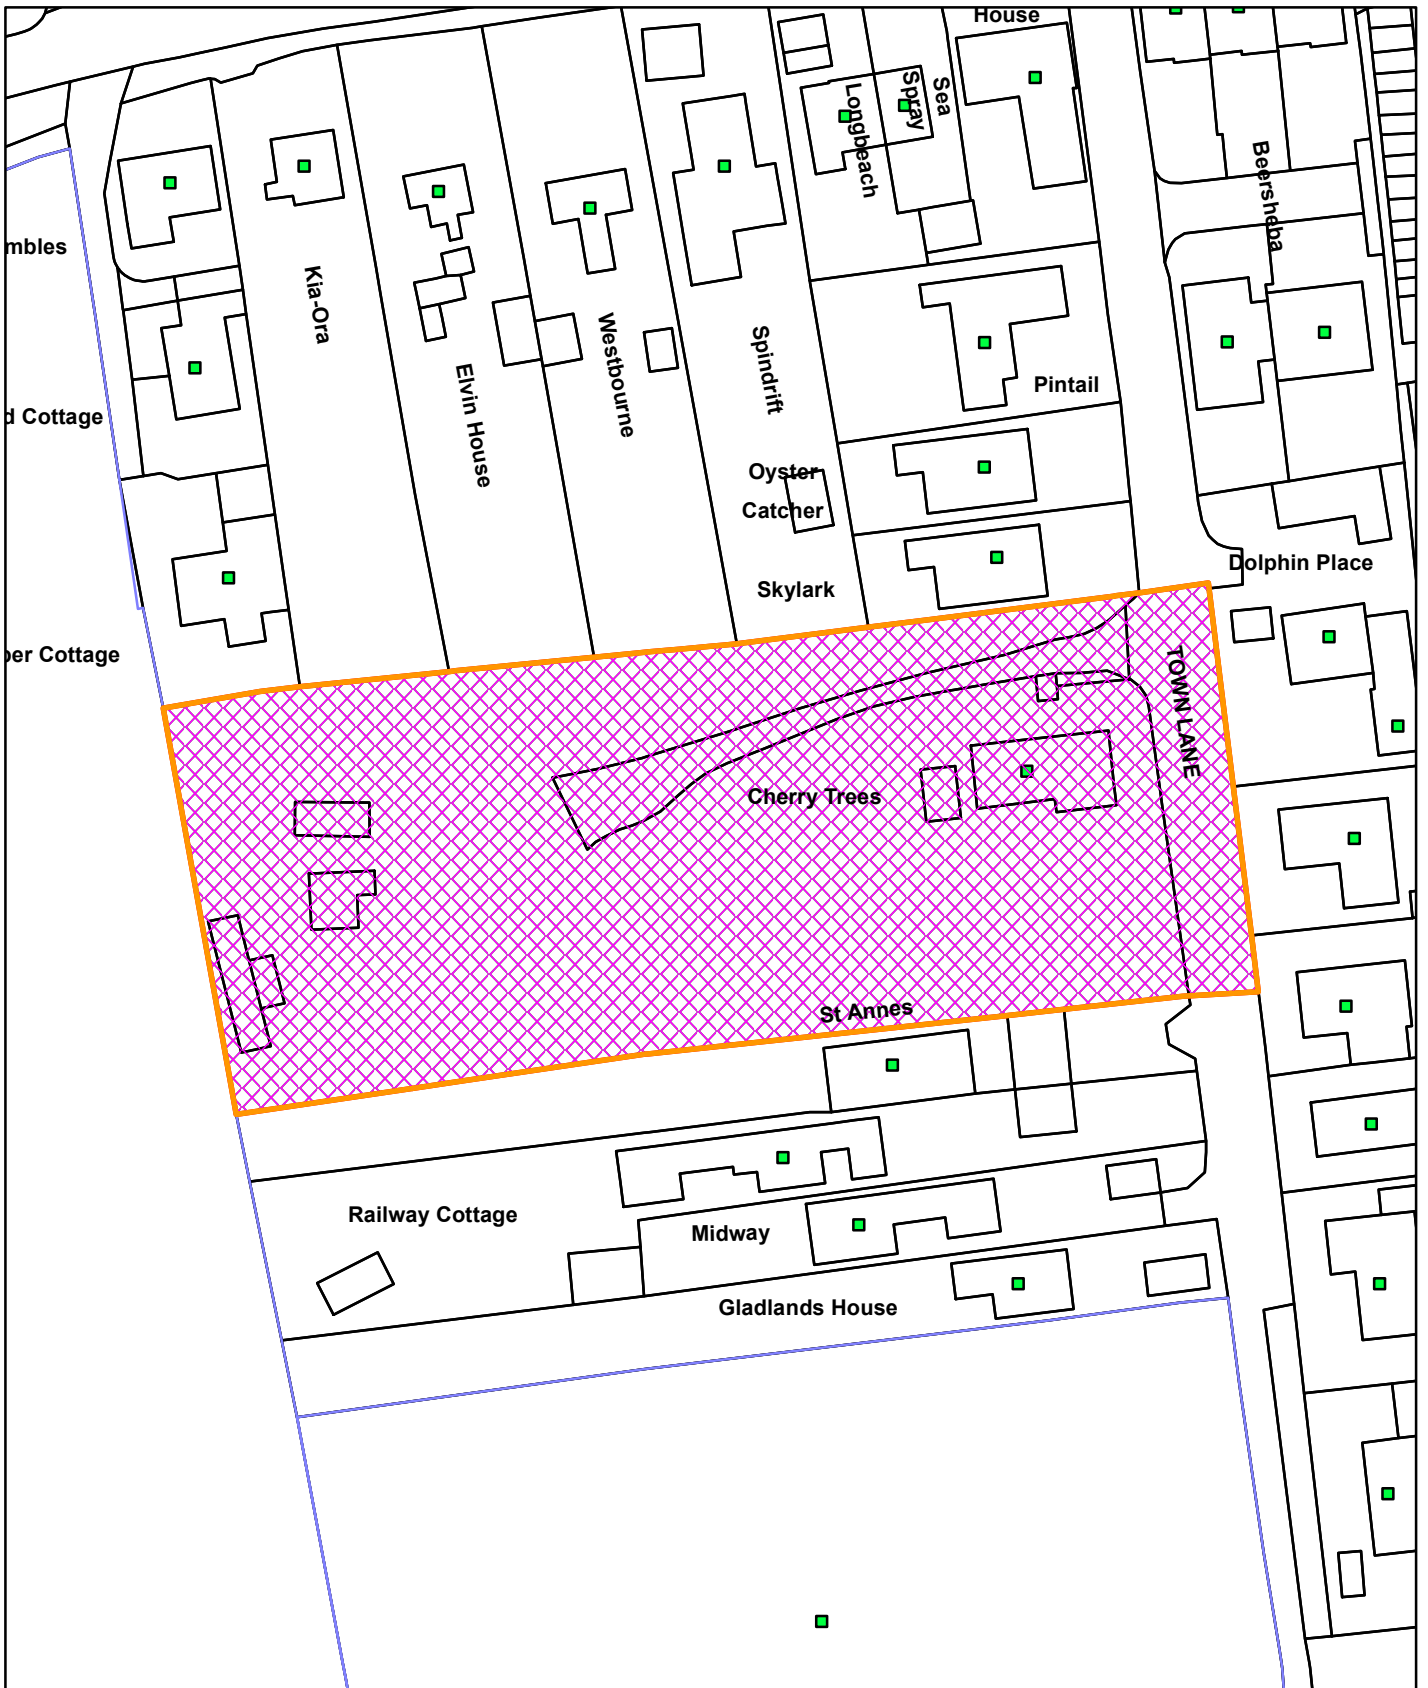 House
Sea
Spray
Longbeach
Beersheba
mbles
Kia-Ora
Westbourne
Spindrift
Elvin House
Pintail
d Cottage
Oyster
Catcher
Skylark
Dolphin Place
per Cottage
TOWN LANE
Cherry Trees
St Annes
Railway Cottage
Midway
Gladlands House